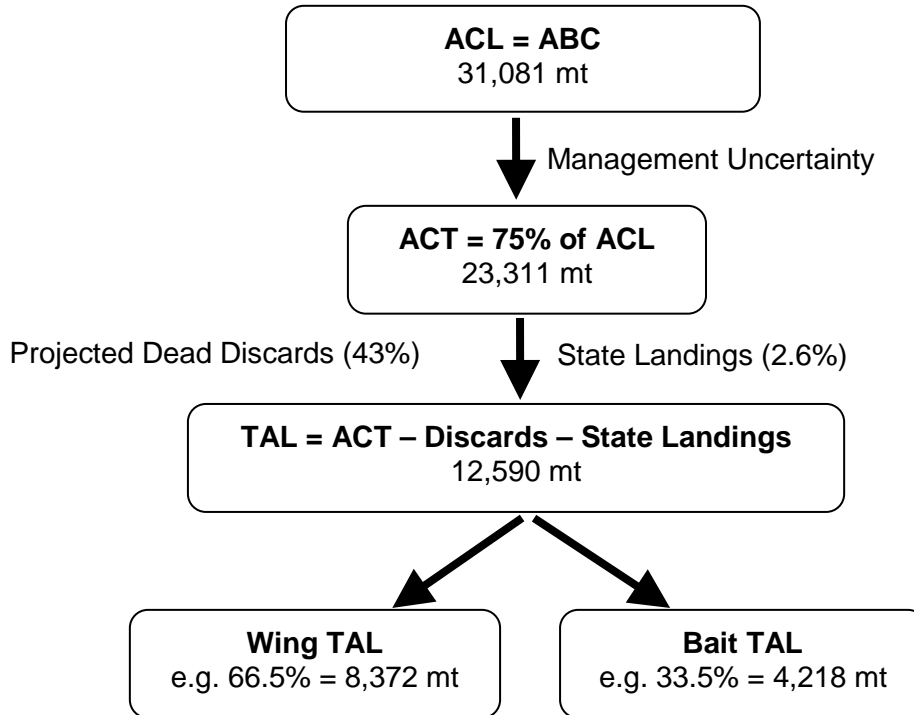 ACL = ABC
31,081 mt
Management Uncertainty
ACT = 75% of ACL
23,311 mt
Projected Dead Discards (43%)
State Landings (2.6%)
TAL = ACT – Discards – State Landings
12,590 mt
Wing TAL
e.g. 66.5% = 8,372 mt
Bait TAL
e.g. 33.5% = 4,218 mt